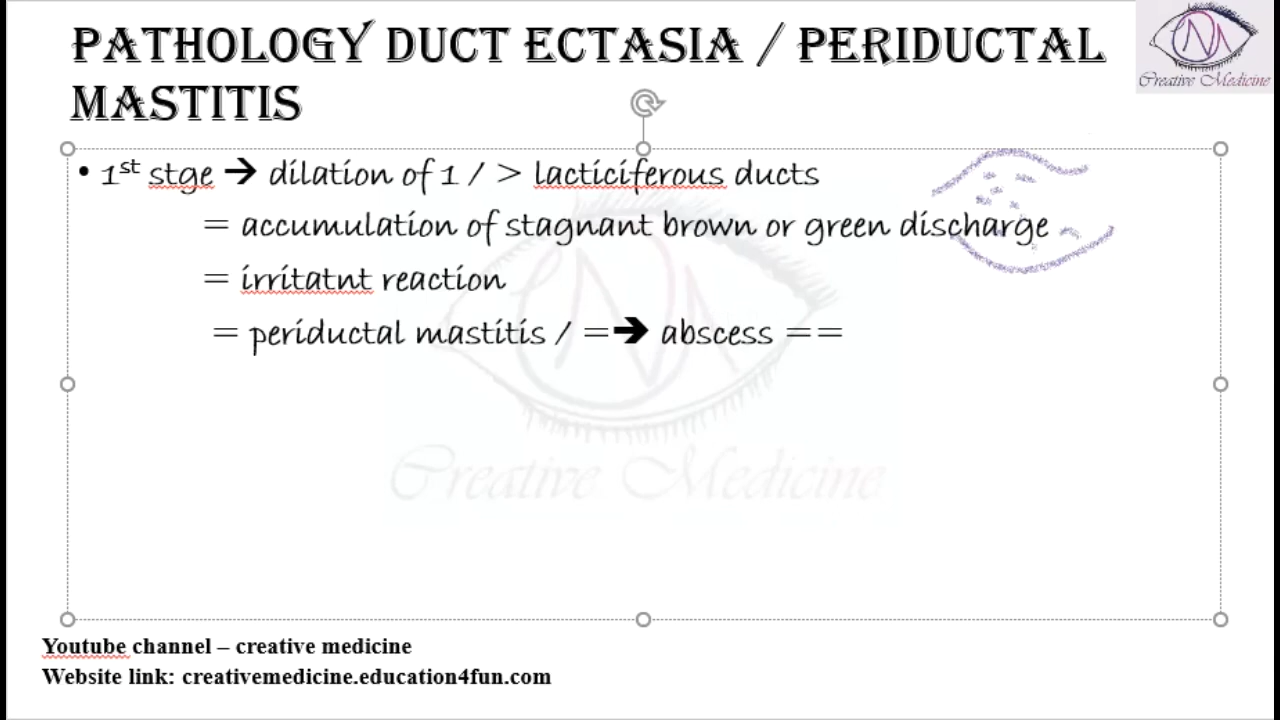 PATHOLOGY DUCT ECTASIA / PERIDUCTAL
MASTITIS
Creative Medicine
• 1st stge → dilation of 1 / > lacticiferous ducts
= accumulation of stagnant brown or green discharge
= irritatnt reaction
= periductal mastitis / =→ abscess ==
Creative Medicine
Youtube channel – creative medicine
Website link: creativemedicine.education4fun.com